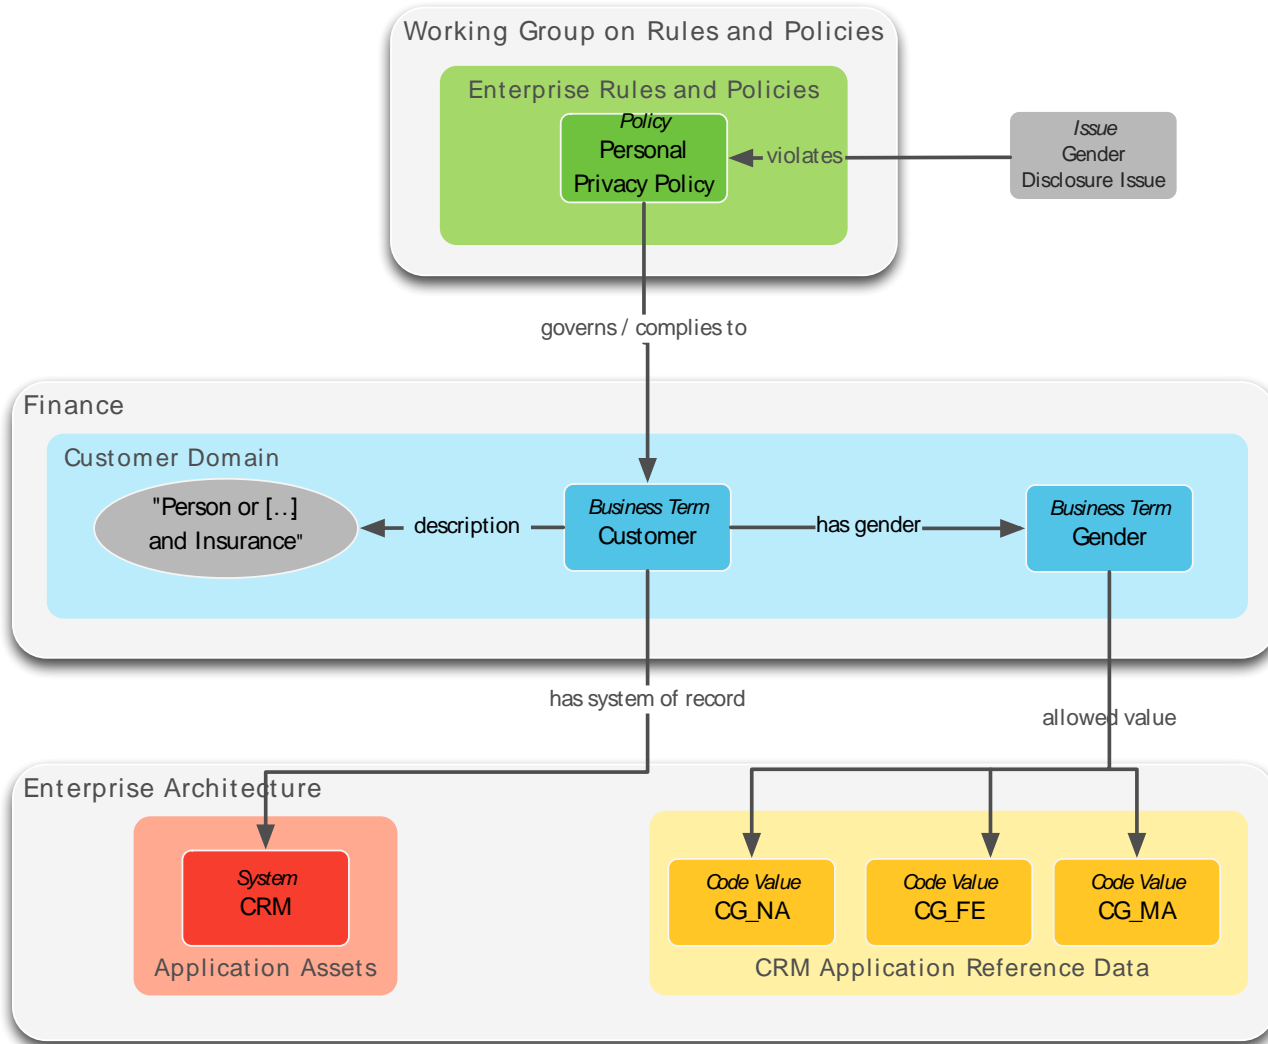 Working Group on Rules and Policies
Enterprise Rules and Policies
Policy
Personal
Privacy Policy
violates
Issue
Gender
Disclosure Issue
governs / complies to
Finance
Customer Domain
"Person or [...]
and Insurance"
description
Business Term
Customer
has gender
Business Term
Gender
has system of record
allowed value
Enterprise Architecture
System
CRM
Application Assets
Code Value
CG_NA
Code Value
CG_FE
Code Value
CG_MA
CRM Application Reference Data